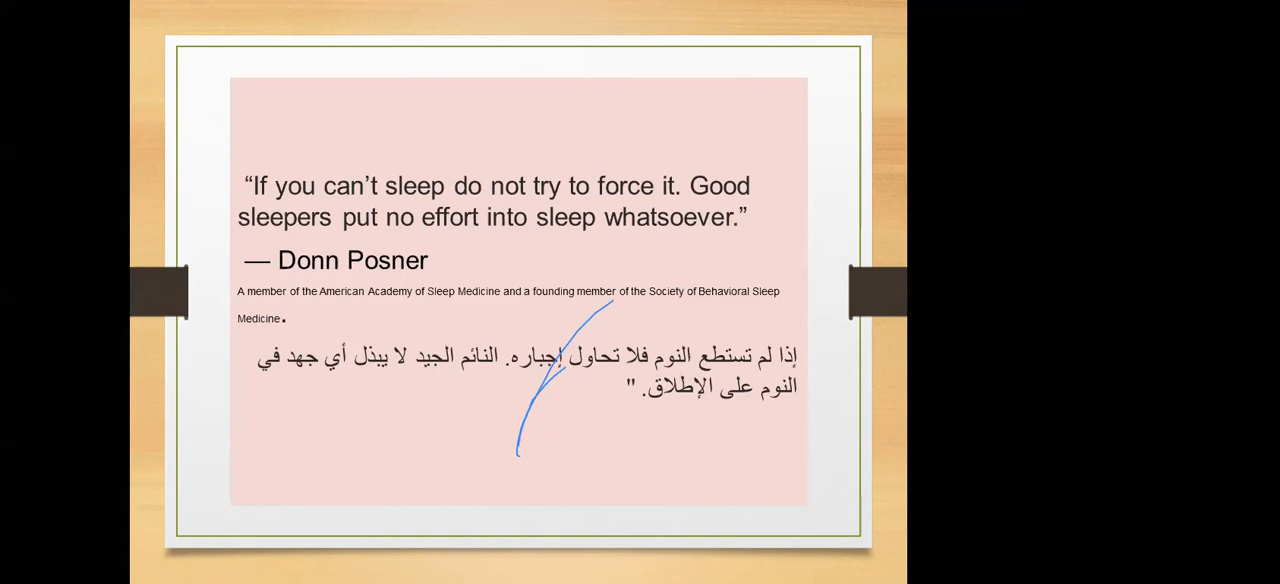 “If you can’t sleep do not try to force it. Good
sleepers put no effort into sleep whatsoever.”
— Donn Posner
A member of the American Academy of Sleep Medicine and a founding member of the Society of Behavioral Sleep
Medicine.
إذا لم تستطع النوم فلا تحاول إجباره. النائم الجيد لا يبذل أي جهد في
النوم على الإطلاق. "